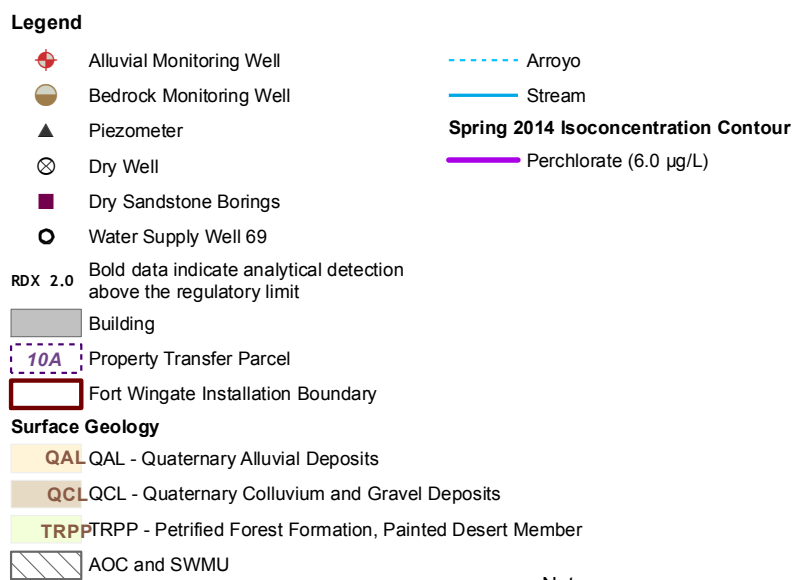 Legend
Alluvial Monitoring Well
Bedrock Monitoring Well
Piezometer
Dry Well
Dry Sandstone Borings
Water Supply Well 69
RDX 2.0
Bold data indicate analytical detection
above the regulatory limit
Building
10A Property Transfer Parcel
Fort Wingate Installation Boundary
Surface Geology
QAL QAL - Quaternary Alluvial Deposits
QCL QCL - Quaternary Colluvium and Gravel Deposits
TRPP TRPP - Petrified Forest Formation, Painted Desert Member
AOC and SWMU
Arroyo
Stream
Spring 2014 Isoconcentration Contour
Perchlorate (6.0 µg/L)